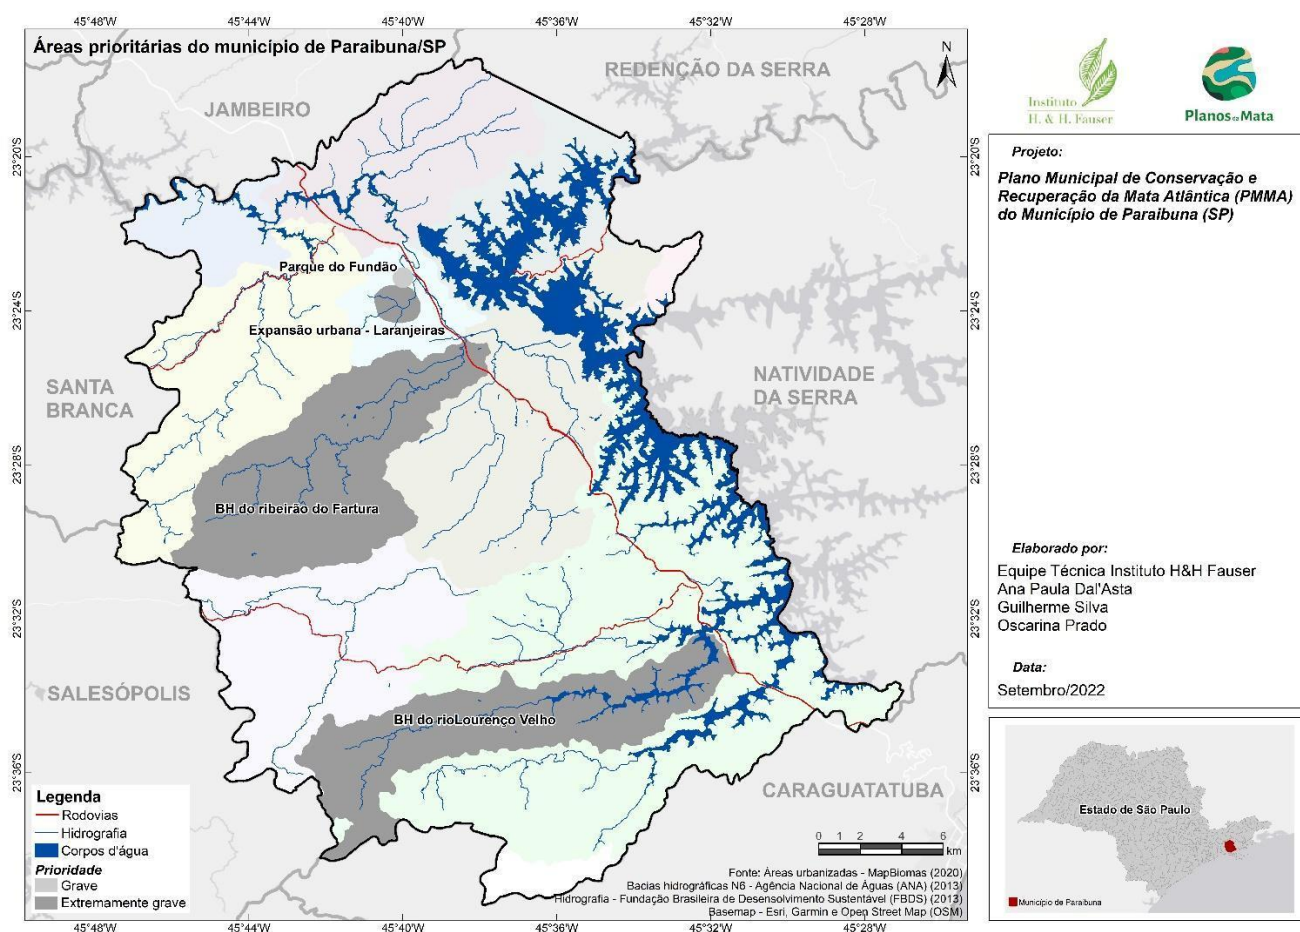 45°48'W
45°44'W
45°40'W
45°36'W
45°32'W
45°28'W
Áreas prioritárias do município de Paraibuna/SP
N
REDENÇÃO DA SERRA
JAMBEIRO
23°20'S
23°20'S
Parque do Fundão
23°24'S
23°24'S
Expansão urbana - Laranjeiras
SANTA
BRANCA
NATIVIDADE
DA SERRA
23°28'S
23°28'S
BH do ribeirão do Fartura
23°32'S
23°32'S
SALESÓPOLIS
BH do rioLourenço Velho
23°36'S
23°36'S
CARAGUATATUBA
Legenda
Rodovias
Hidrografia
Corpos d'água
Prioridade
Grave
Extremamente grave
0 1 2 4 6
km
Fonte: Áreas urbanizadas - MapBiomas (2020)
Bacias hidrográficas N6 - Agência Nacional de Águas (ANA) (2013)
Hidrografia - Fundação Brasileira de Desensolvimento Sustentável (FBDS) (2013)
Basemap - Esri, Garmin e Open Street Map (OSM)
45°48'W
45°44'W
45°40'W
45°36'W
45°32'W
45°28'W
Instituto
H. & H. Fauser
Planos da Mata
Projeto:
Plano Municipal de Conservação e
Recuperação da Mata Atlântica (PMMA)
do Município de Paraibuna (SP)
Elaborado por:
Equipe Técnica Instituto H&H Fauser
Ana Paula Dal'Asta
Guilherme Silva
Oscarina Prado
Data:
Setembro/2022
Estado de São Paulo
Município de Paraibuna